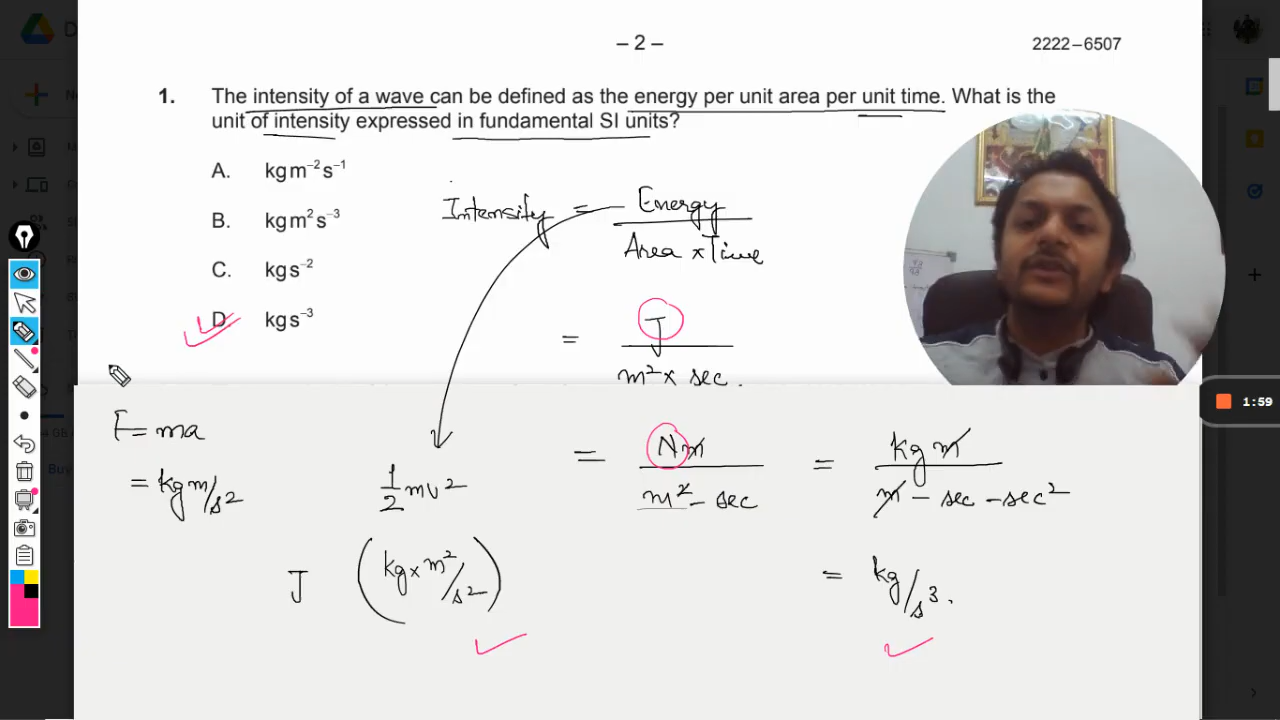 – 2 –
2222 – 6507
1. The intensity of a wave can be defined as the energy per unit area per unit time. What is the
unit of intensity expressed in fundamental SI units?
A. kg m⁻² s⁻¹
B. kg m² s⁻³
C. kg s⁻²
D. kg s⁻³
Intensity = Energy
Area × Time
= J
m² × sec.
F = ma
= kg m/s²
1/2 mv²
J (kg × m²/s²)
= Nm
m² - sec
= kg m
m - sec - sec²
= kg/s³.
1:59